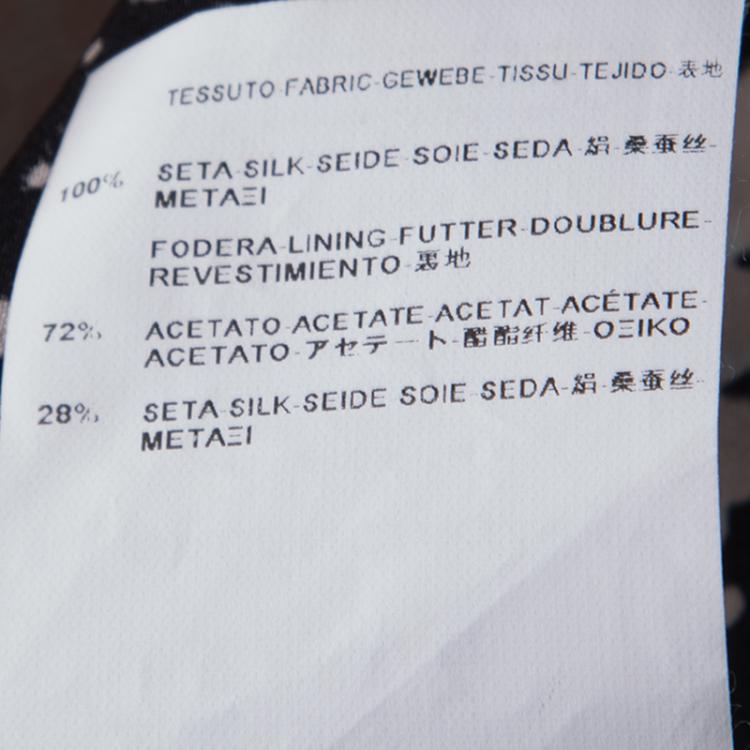 TESSUTO-FABRIC-GEWEBE-TISSU-TEJIDO-表地
100% SETA-SILK-SEIDE-SOIE-SEDA-絹-桑蚕丝-
METAΞI
FODERA-LINING-FUTTER-DOUBLURE-
REVESTIMIENTO-裏地
72% ACETATO-ACETATE-ACETAT-ACÉTATE-
ACETATO-アセテート-醋酯纤维-OΞIKO
28% SETA-SILK-SEIDE SOIE-SEDA-絹-桑蚕丝-
METAΞI